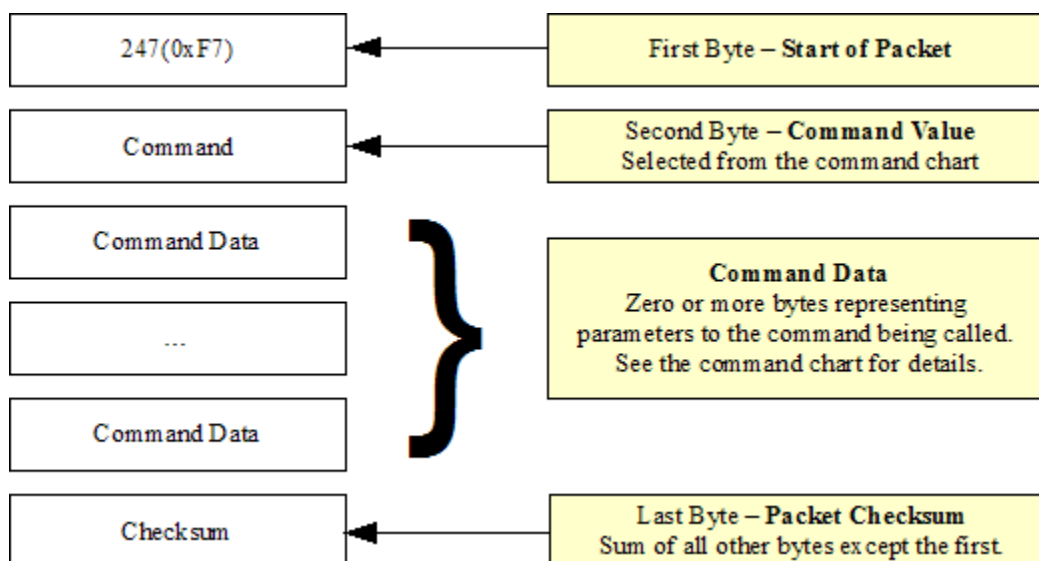 247(0xF7)
First Byte – Start of Packet
Command
Second Byte – Command Value
Selected from the command chart
Command Data
...
Command Data
Command Data
Zero or more bytes representing
parameters to the command being called.
See the command chart for details.
Checksum
Last Byte – Packet Checksum
Sum of all other bytes except the first.